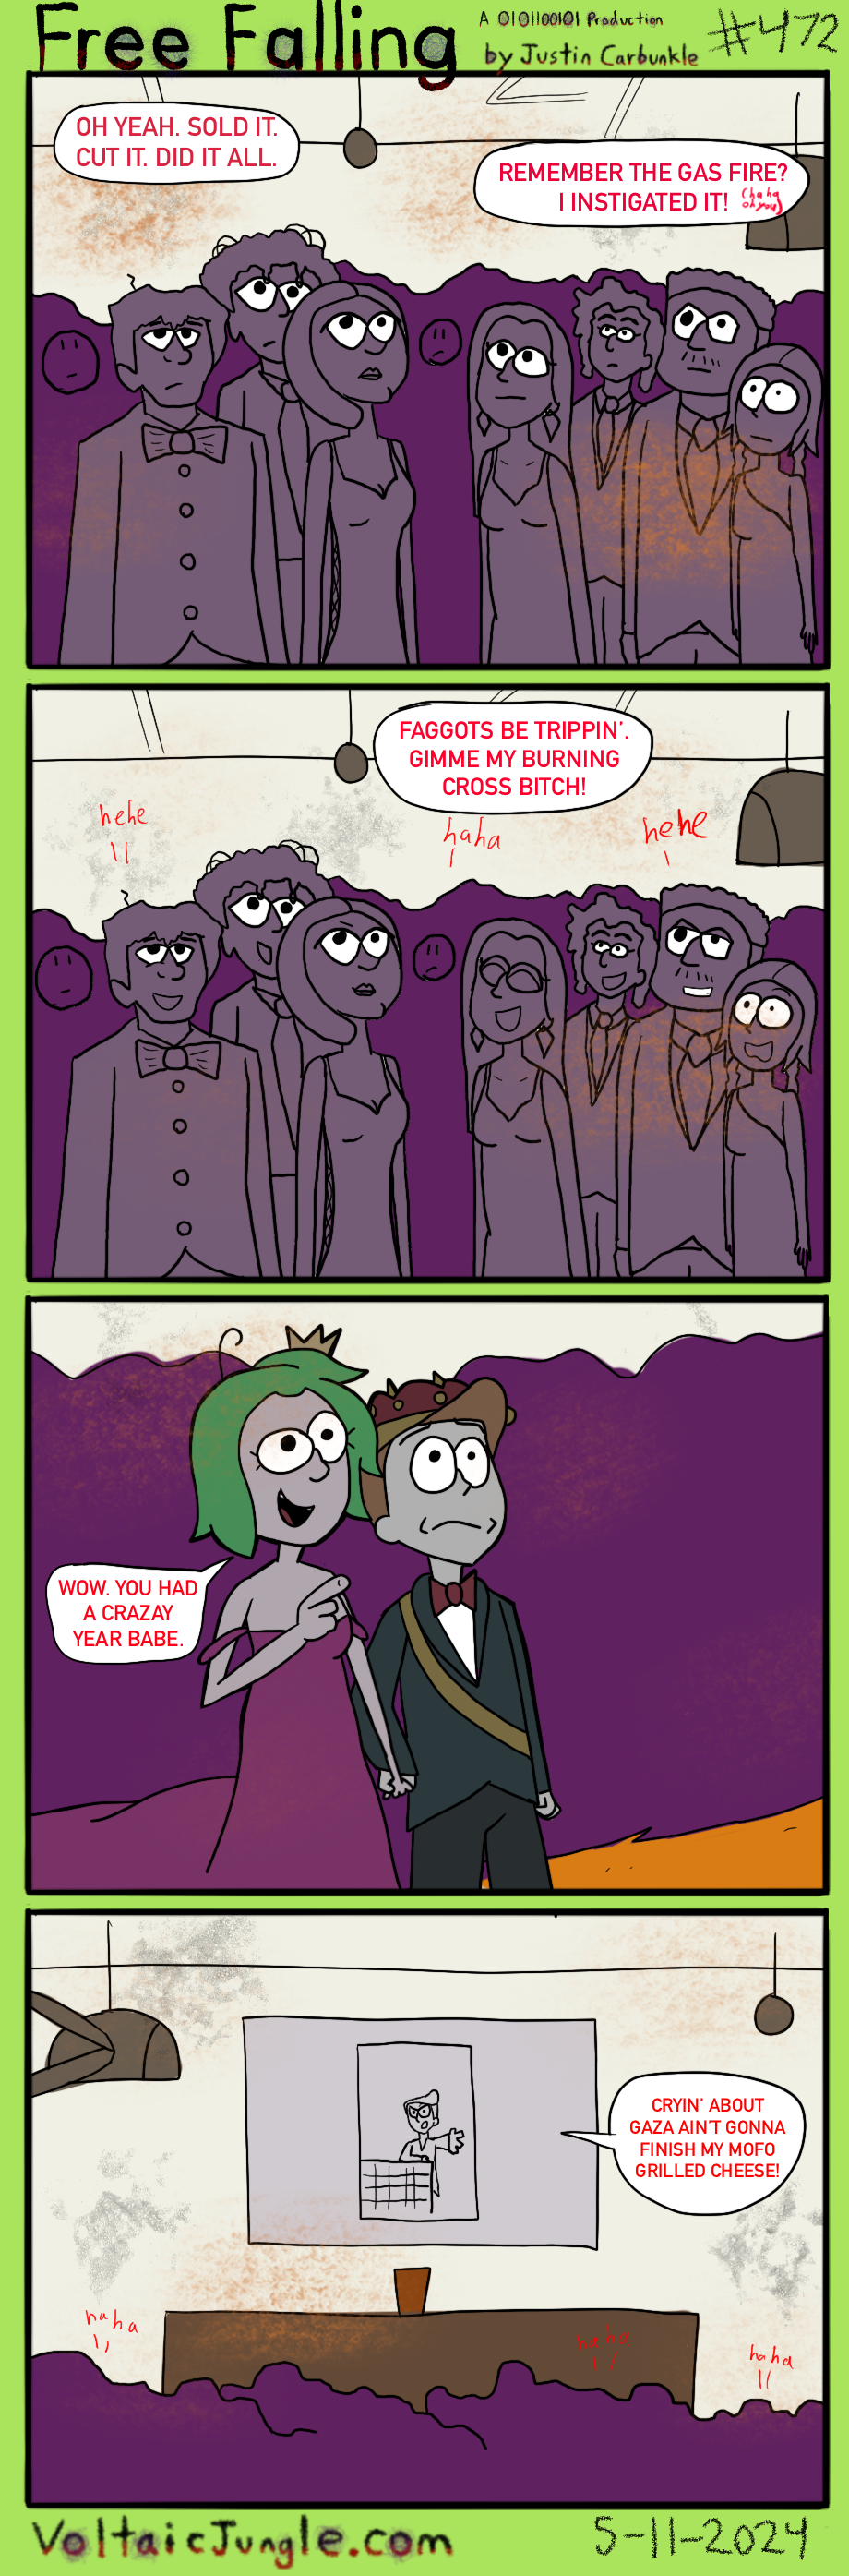 Free Falling
A 0101100101 Production
by Justin Carbunkle
#472
OH YEAH. SOLD IT.
CUT IT. DID IT ALL.
REMEMBER THE GAS FIRE?
I INSTIGATED IT!
(haha
oh you)
FAGGOTS BE TRIPPIN'.
GIMME MY BURNING
CROSS BITCH!
hehe
haha
hehe
WOW. YOU HAD
A CRAZAY
YEAR BABE.
CRYIN' ABOUT
GAZA AIN'T GONNA
FINISH MY MOFO
GRILLED CHEESE!
haha
haha
haha
VoltaicJungle.com
5-11-2024